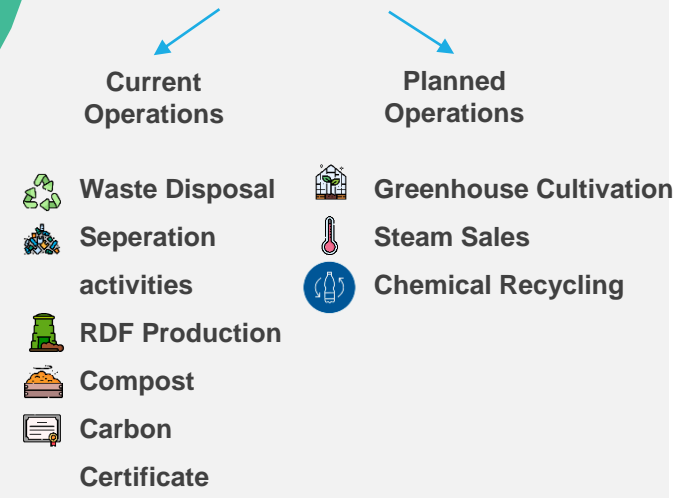 Current
Operations
Waste Disposal
Seperation
activities
RDF Production
Compost
Carbon
Certificate
Planned
Operations
Greenhouse Cultivation
Steam Sales
Chemical Recycling